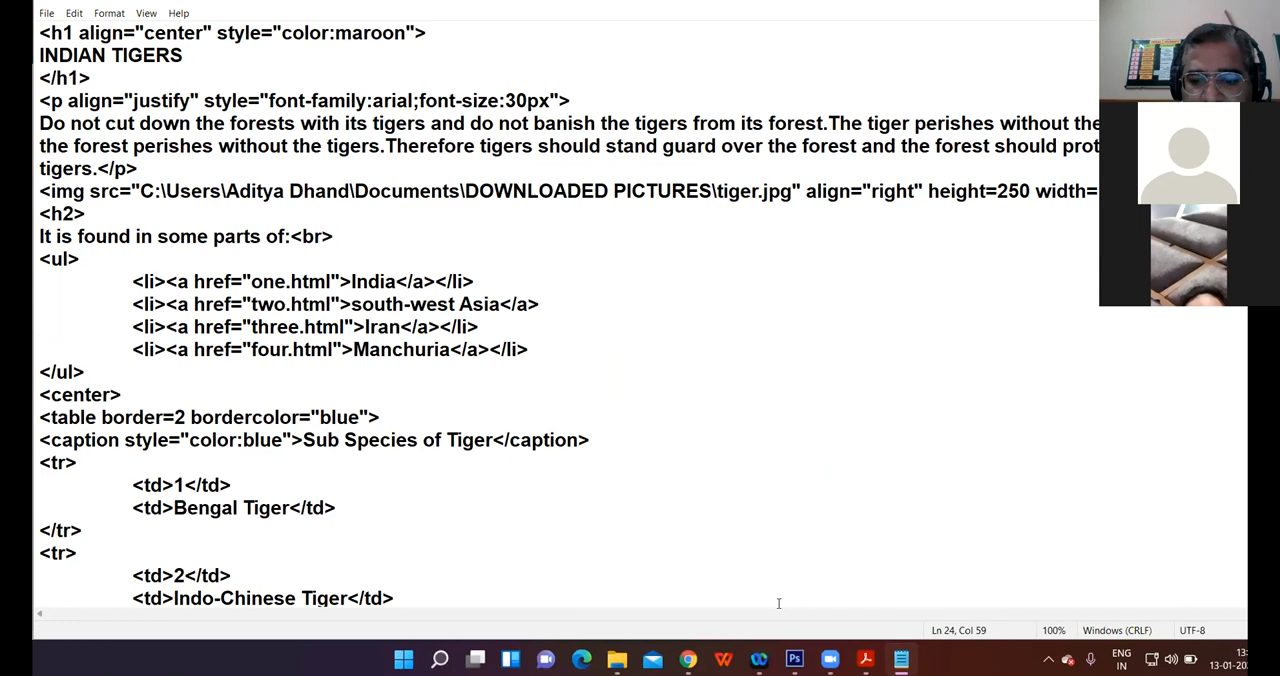 File Edit Format View Help
<h1 align="center" style="color:maroon">
INDIAN TIGERS
</h1>
<p align="justify" style="font-family:arial;font-size:30px">
Do not cut down the forests with its tigers and do not banish the tigers from its forest.The tiger perishes without the
the forest perishes without the tigers.Therefore tigers should stand guard over the forest and the forest should prot
tigers.</p>
<img src="C:\Users\Aditya Dhand\Documents\DOWNLOADED PICTURES\tiger.jpg" align="right" height=250 width=
<h2>
It is found in some parts of:<br>
<ul>
<li><a href="one.html">India</a></li>
<li><a href="two.html">south-west Asia</a>
<li><a href="three.html">Iran</a></li>
<li><a href="four.html">Manchuria</a></li>
</ul>
<center>
<table border=2 bordercolor="blue">
<caption style="color:blue">Sub Species of Tiger</caption>
<tr>
<td>1</td>
<td>Bengal Tiger</td>
</tr>
<tr>
<td>2</td>
<td>Indo-Chinese Tiger</td>
Ln 24, Col 59 100% Windows (CRLF) UTF-8
Ps
ENG
IN
13:
13-01-20